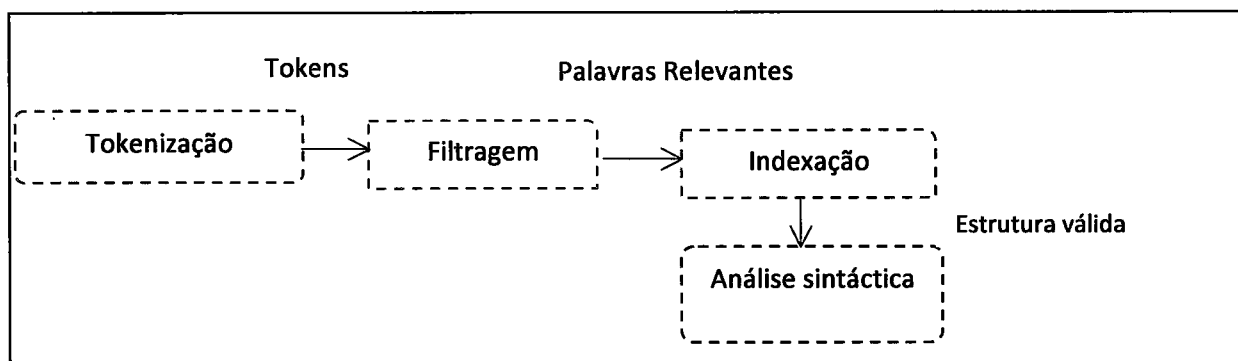 Tokens
Palavras Relevantes
Tokenização
Filtragem
Indexação
Estrutura válida
Análise sintáctica